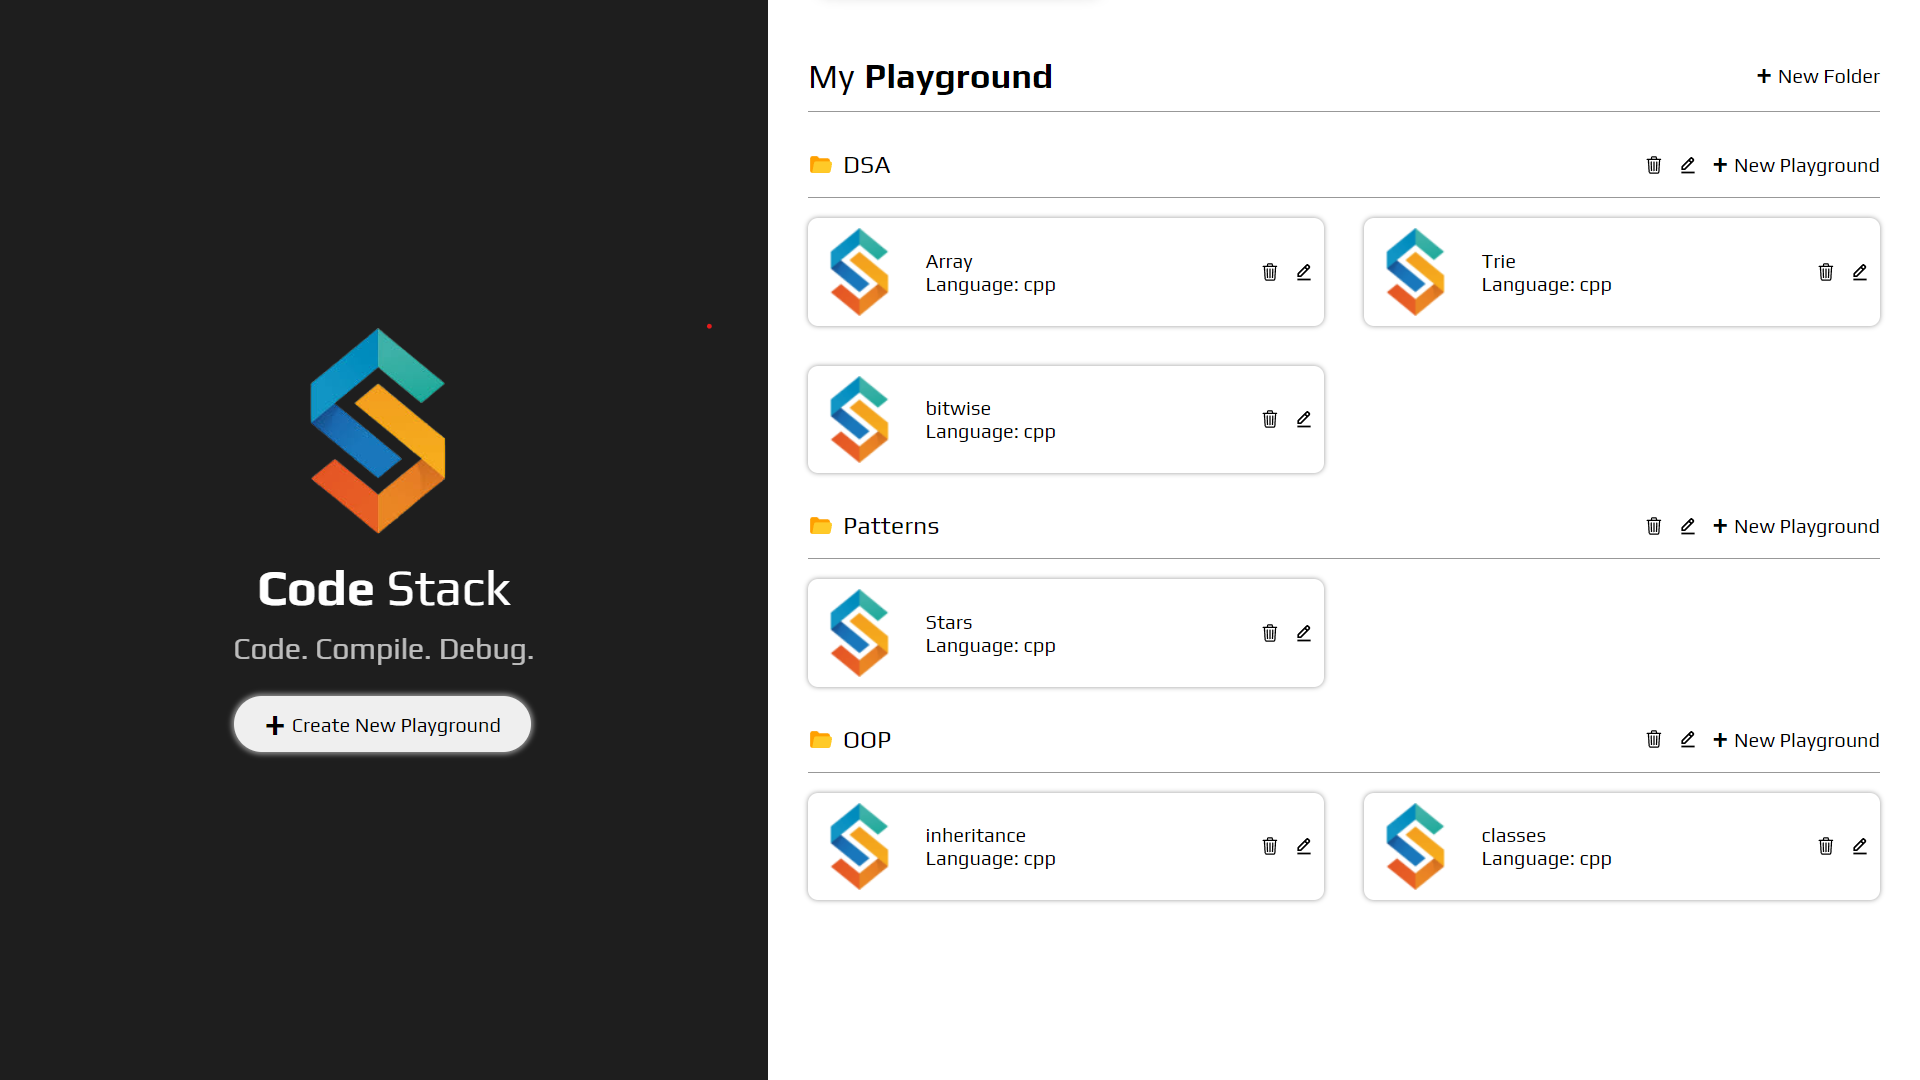 Code Stack
Code. Compile. Debug.
+ Create New Playground
My Playground
+ New Folder
DSA
+ New Playground
Array
Language: cpp
Trie
Language: cpp
bitwise
Language: cpp
Patterns
+ New Playground
Stars
Language: cpp
OOP
+ New Playground
inheritance
Language: cpp
classes
Language: cpp